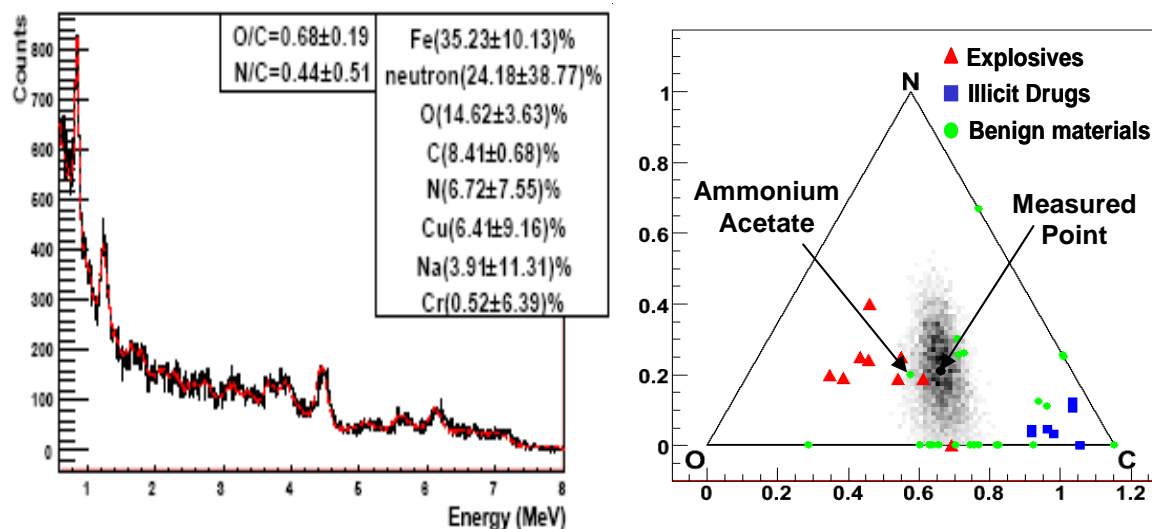 Counts
800
700
600
500
400
300
200
100
0
1
2
3
4
5
6
7
8
Energy (MeV)
O/C=0.68±0.19
N/C=0.44±0.51
Fe(35.23±10.13)%
neutron(24.18±38.77)%
O(14.62±3.63)%
C(8.41±0.68)%
N(6.72±7.55)%
Cu(6.41±9.16)%
Na(3.91±11.31)%
Cr(0.52±6.39)%
Explosives
Illicit Drugs
Benign materials
N
Ammonium
Acetate
Measured
Point
O
C
1
0.8
0.6
0.4
0.2
0
0
0.2
0.4
0.6
0.8
1
1.2